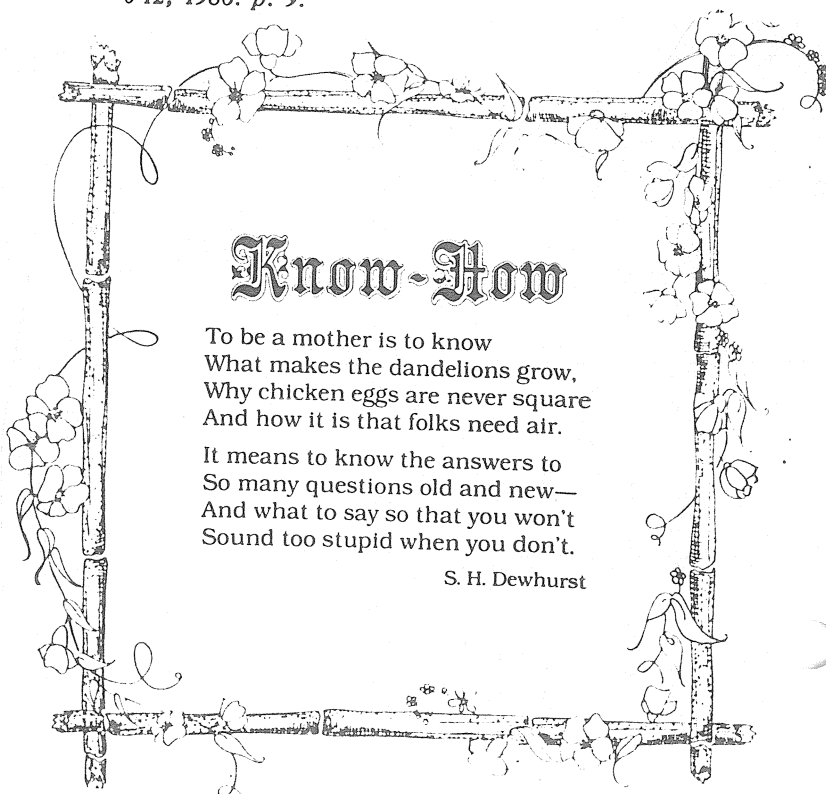 1980. p. 9.
Know-How
To be a mother is to know
What makes the dandelions grow,
Why chicken eggs are never square
And how it is that folks need air.
It means to know the answers to
So many questions old and new—
And what to say so that you won't
Sound too stupid when you don't.
S. H. Dewhurst